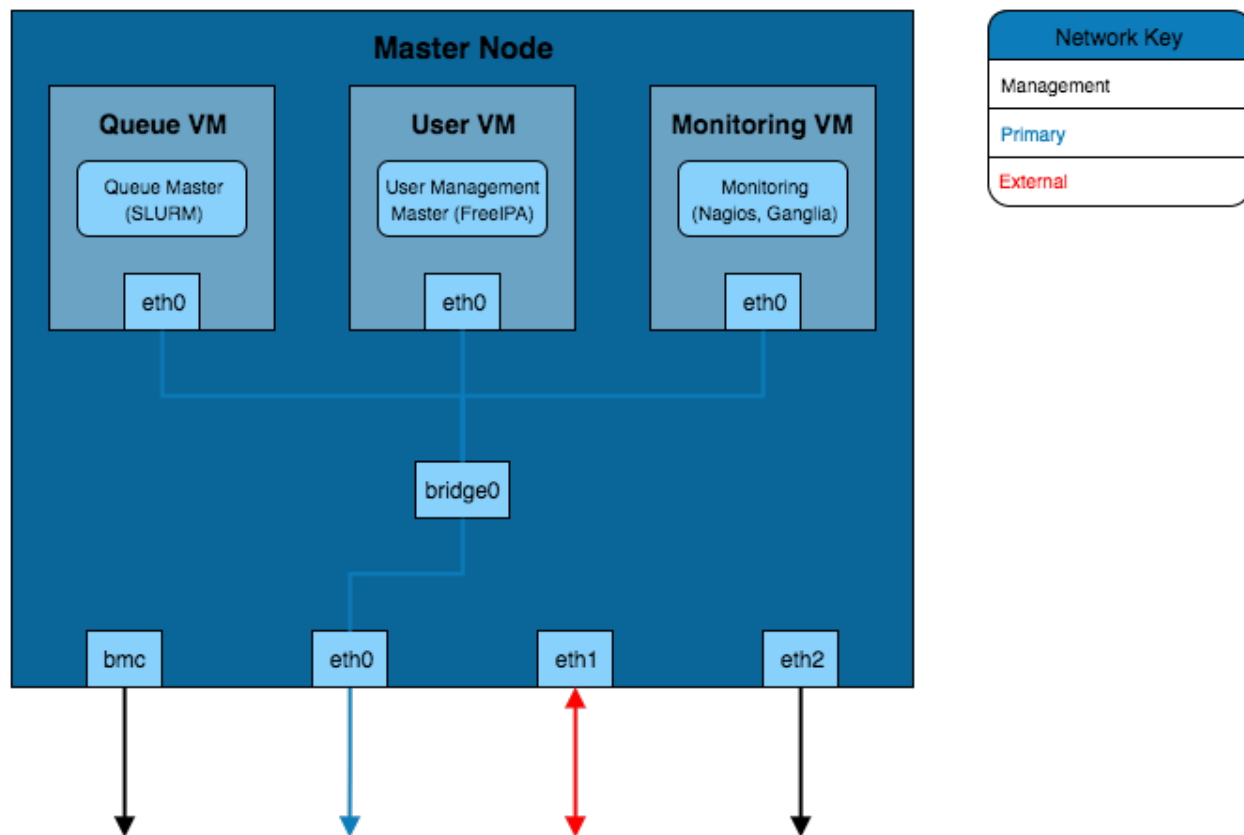 Master Node
Network Key
Management
Primary
External
Queue VM
Queue Master
(SLURM)
eth0
User VM
User Management
Master (FreeIPA)
eth0
Monitoring VM
Monitoring
(Nagios, Ganglia)
eth0
bridge0
bmc
eth0
eth1
eth2